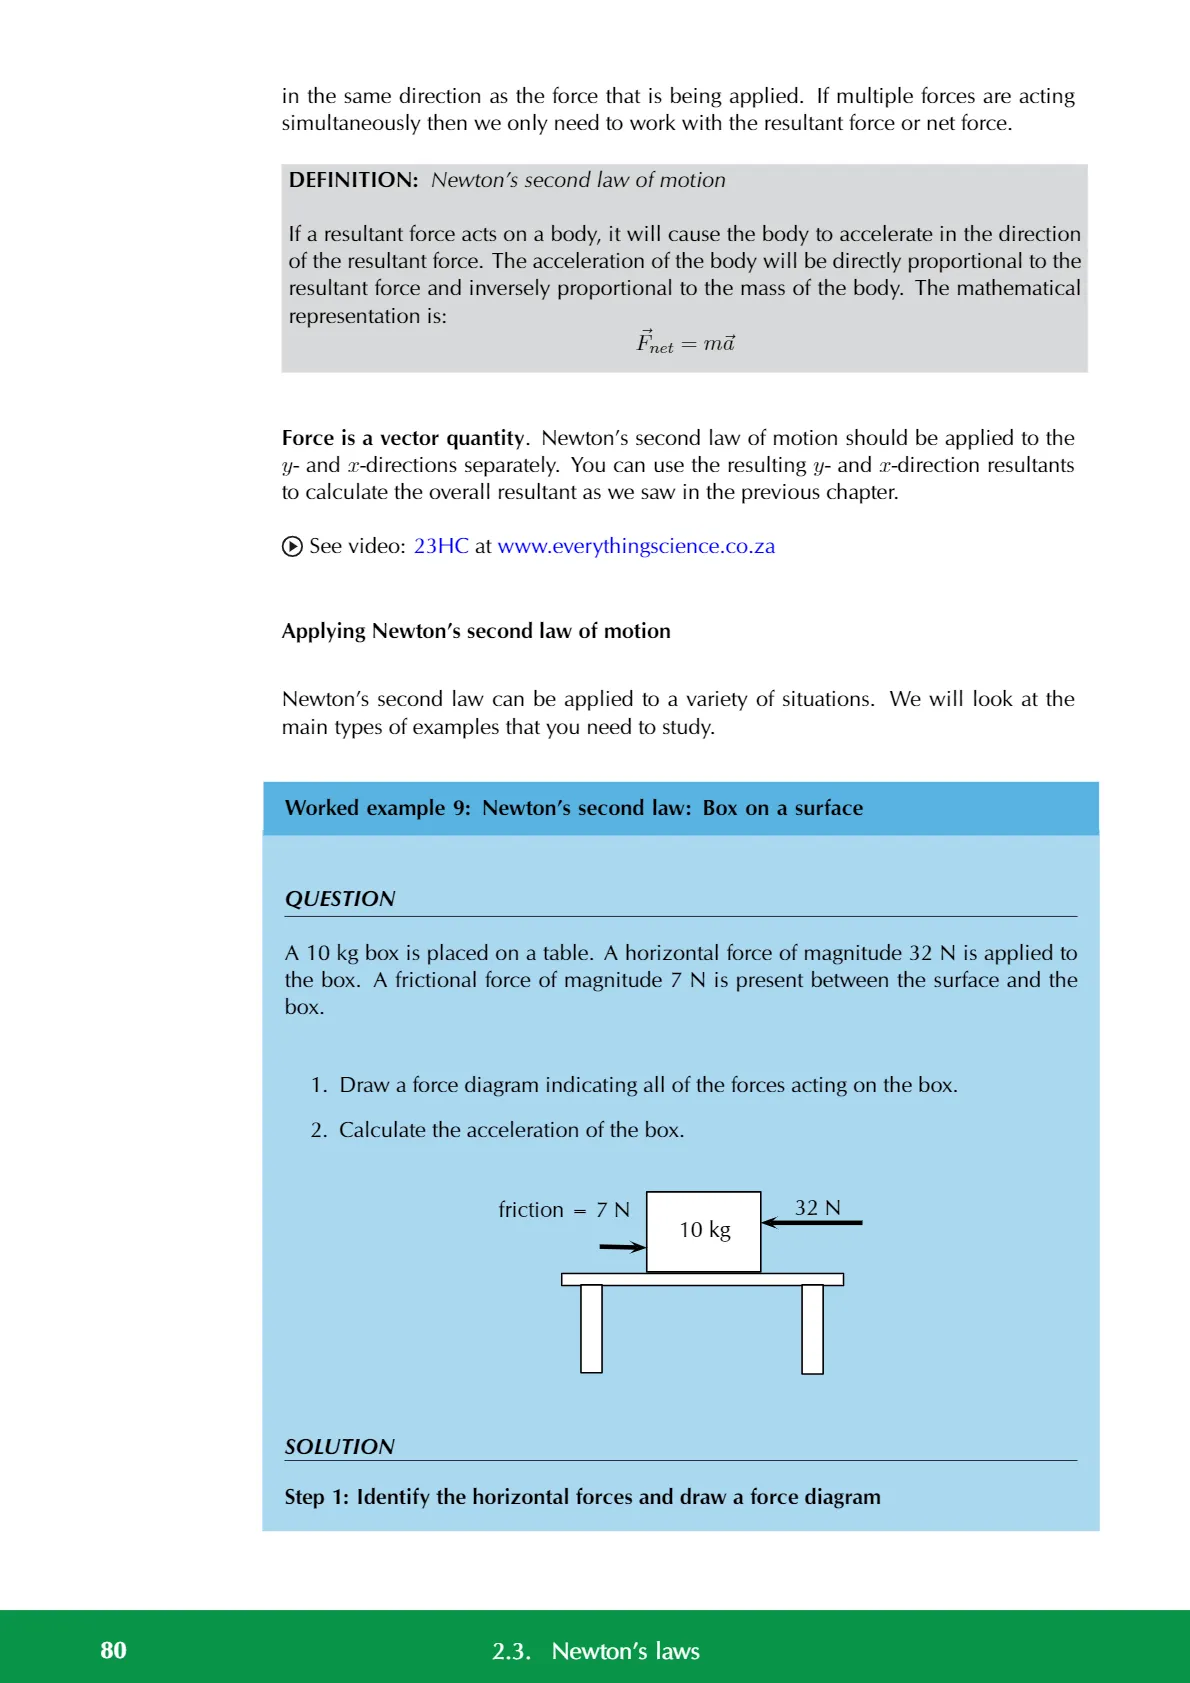 in the same direction as the force that is being applied. If multiple forces are acting
simultaneously then we only need to work with the resultant force or net force.
DEFINITION: Newton's second law of motion
If a resultant force acts on a body, it will cause the body to accelerate in the direction
of the resultant force. The acceleration of the body will be directly proportional to the
resultant force and inversely proportional to the mass of the body. The mathematical
representation is:
$\vec{F}_{net} = m\vec{a}$
Force is a vector quantity. Newton's second law of motion should be applied to the
y- and x-directions separately. You can use the resulting y- and x-direction resultants
to calculate the overall resultant as we saw in the previous chapter.
See video: 23HC at www.everythingscience.co.za
Applying Newton's second law of motion
Newton's second law can be applied to a variety of situations. We will look at the
main types of examples that you need to study.
Worked example 9: Newton's second law: Box on a surface
QUESTION
A 10 kg box is placed on a table. A horizontal force of magnitude 32 N is applied to
the box. A frictional force of magnitude 7 N is present between the surface and the
box.
1. Draw a force diagram indicating all of the forces acting on the box.
2. Calculate the acceleration of the box.
friction = 7 N
10 kg
32 N
SOLUTION
Step 1: Identify the horizontal forces and draw a force diagram
80
2.3. Newton's laws